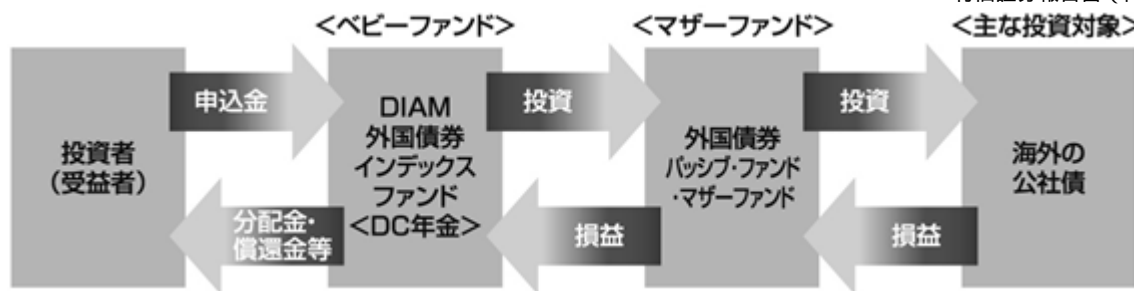 <ベビーファンド>
<マザーファンド>
<主な投資対象>
申込金
投資
投資
投資者
(受益者)
DIAM
外国債券
インデックス
ファンド
<DC年金>
外国債券
パッシブ・ファンド
・マザーファンド
海外の
公社債
分配金・
償還金等
損益
損益